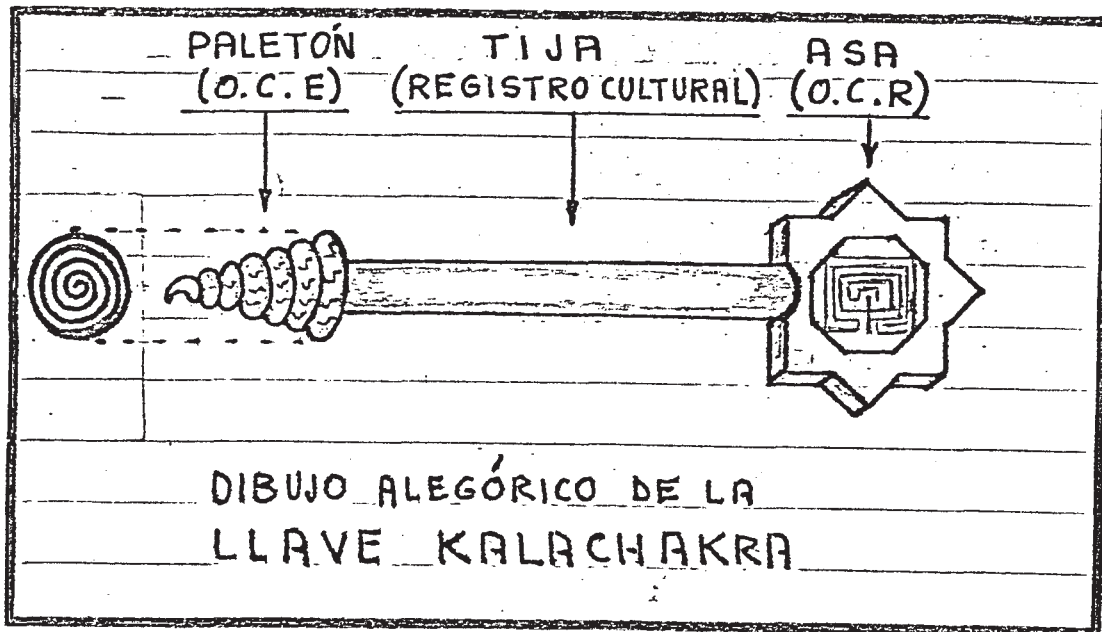 PALETÓN TIJA ASA
(O.C.E) (REGISTRO CULTURAL) (O.C.R)
DIBUJO ALEGÓRICO DE LA
LLAVE KALACHAKRA